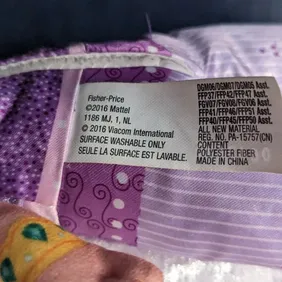 Fisher-Price
©2016 Mattel
1186 MJ, 1, NL
© 2016 Viacom International
SURFACE WASHABLE ONLY
SEULE LA SURFACE EST LAVABLE.
DGM06/DGM07/DGM05 Asst.
FFP37/FFP42/FFP47 Asst.
FGV07/FGV08/FGV06 Asst.
FFP41/FFP46/FFP51 Asst.
FFP40/FFP45/FFP50 Asst.
ALL NEW MATERIAL
REG. NO. PA-15757(CN)
CONTENT
POLYESTER FIBER
MADE IN CHINA